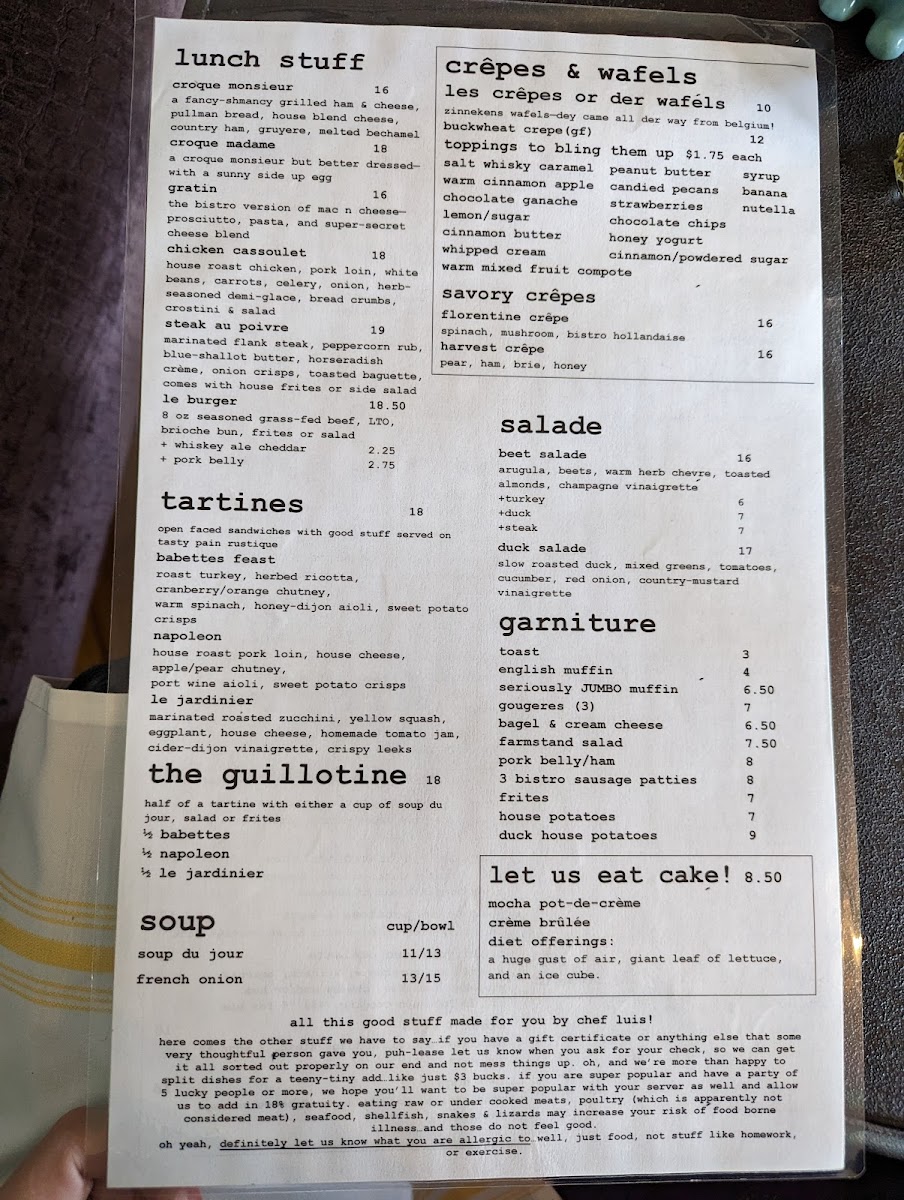 lunch stuff
croque monsieur 16
a fancy-shmancy grilled ham & cheese,
pullman bread, house blend cheese,
country ham, gruyere, melted bechamel
croque madame 18
a croque monsieur but better dressed—
with a sunny side up egg
gratin 16
the bistro version of mac n cheese—
prosciutto, pasta, and super-secret
cheese blend
chicken cassoulet 18
house roast chicken, pork loin, white
beans, carrots, celery, onion, herb-
seasoned demi-glace, bread crumbs,
crostini & salad
steak au poivre 19
marinated flank steak, peppercorn rub,
blue-shallot butter, horseradish
crème, onion crisps, toasted baguette,
comes with house frites or side salad
le burger 18.50
8 oz seasoned grass-fed beef, LTO,
brioche bun, frites or salad
+ whiskey ale cheddar 2.25
+ pork belly 2.75
tartines 18
open faced sandwiches with good stuff served on
tasty pain rustique
babettes feast
roast turkey, herbed ricotta,
cranberry/orange chutney,
warm spinach, honey-dijon aioli, sweet potato
crisps
napoleon
house roast pork loin, house cheese,
apple/pear chutney,
port wine aioli, sweet potato crisps
le jardinier
marinated roasted zucchini, yellow squash,
eggplant, house cheese, homemade tomato jam,
cider-dijon vinaigrette, crispy leeks
the guillotine 18
half of a tartine with either a cup of soup du
jour, salad or frites
½ babettes
½ napoleon
½ le jardinier
soup cup/bowl
soup du jour 11/13
french onion 13/15
crêpes & wafels
les crêpes or der wafels 10
zinnekens wafels—dey came all der way from belgium!
buckwheat crepe(gf) 12
toppings to bling them up $1.75 each
salt whisky caramel peanut butter syrup
warm cinnamon apple candied pecans banana
chocolate ganache strawberries nutella
lemon/sugar chocolate chips
cinnamon butter honey yogurt
whipped cream cinnamon/powdered sugar
warm mixed fruit compote
savory crêpes
florentine crêpe 16
spinach, mushroom, bistro hollandaise
harvest crêpe 16
pear, ham, brie, honey
salade
beet salade 16
arugula, beets, warm herb chevre, toasted
almonds, champagne vinaigrette
+turkey 6
+duck 7
+steak 7
duck salade 17
slow roasted duck, mixed greens, tomatoes,
cucumber, red onion, country-mustard
vinaigrette
garniture
toast 3
english muffin 4
seriously JUMBO muffin 6.50
gougeres (3) 7
bagel & cream cheese 6.50
farmstand salad 7.50
pork belly/ham 8
3 bistro sausage patties 8
frites 7
house potatoes 7
duck house potatoes 9
let us eat cake! 8.50
mocha pot-de-crème
crème brûlée
diet offerings:
a huge gust of air, giant leaf of lettuce,
and an ice cube.
all this good stuff made for you by chef luis!
here comes the other stuff we have to say…if you have a gift certificate or anything else that some
very thoughtful person gave you, puh-lease let us know when you ask for your check, so we can get
it all sorted out properly on our end and not mess things up. oh, and we're more than happy to
split dishes for a teeny-tiny add…like just $3 bucks. if you are super popular and have a party of
5 lucky people or more, we hope you'll want to be super popular with your server as well and allow
us to add in 18% gratuity. eating raw or under cooked meats, poultry (which is apparently not
considered meat), seafood, shellfish, snakes & lizards may increase your risk of food borne
illness…and those do not feel good.
oh yeah, definitely let us know what you are allergic to…well, just food, not stuff like homework,
or exercise.